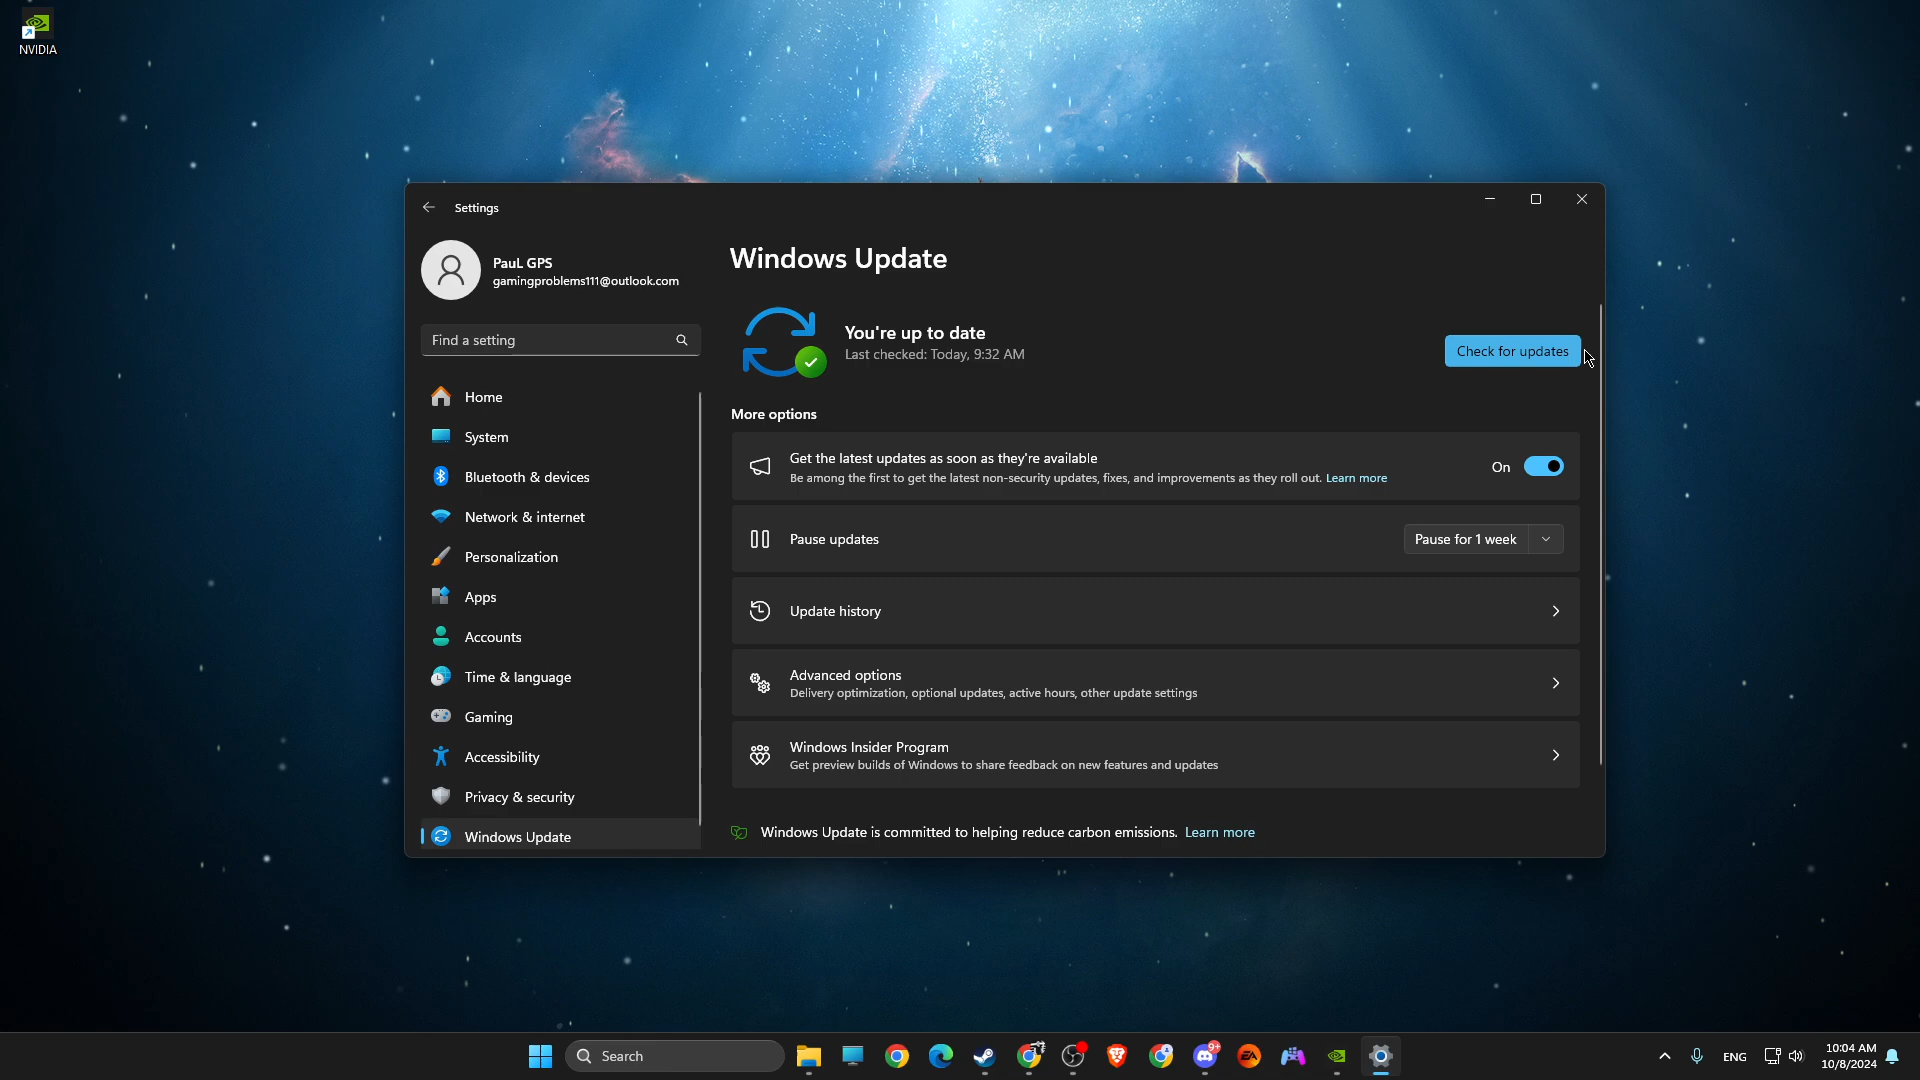 NVIDIA
Settings
PauL GPS
gamingproblems111@outlook.com
Find a setting
Home
System
Bluetooth & devices
Network & internet
Personalization
Apps
Accounts
Time & language
Gaming
Accessibility
Privacy & security
Windows Update
Windows Update
You're up to date
Last checked: Today, 9:32 AM
Check for updates
More options
Get the latest updates as soon as they're available
Be among the first to get the latest non-security updates, fixes, and improvements as they roll out. Learn more
On
Pause updates
Pause for 1 week
Update history
Advanced options
Delivery optimization, optional updates, active hours, other update settings
Windows Insider Program
Get preview builds of Windows to share feedback on new features and updates
Windows Update is committed to helping reduce carbon emissions. Learn more
Search
9+
EA
ENG
10:04 AM
10/8/2024